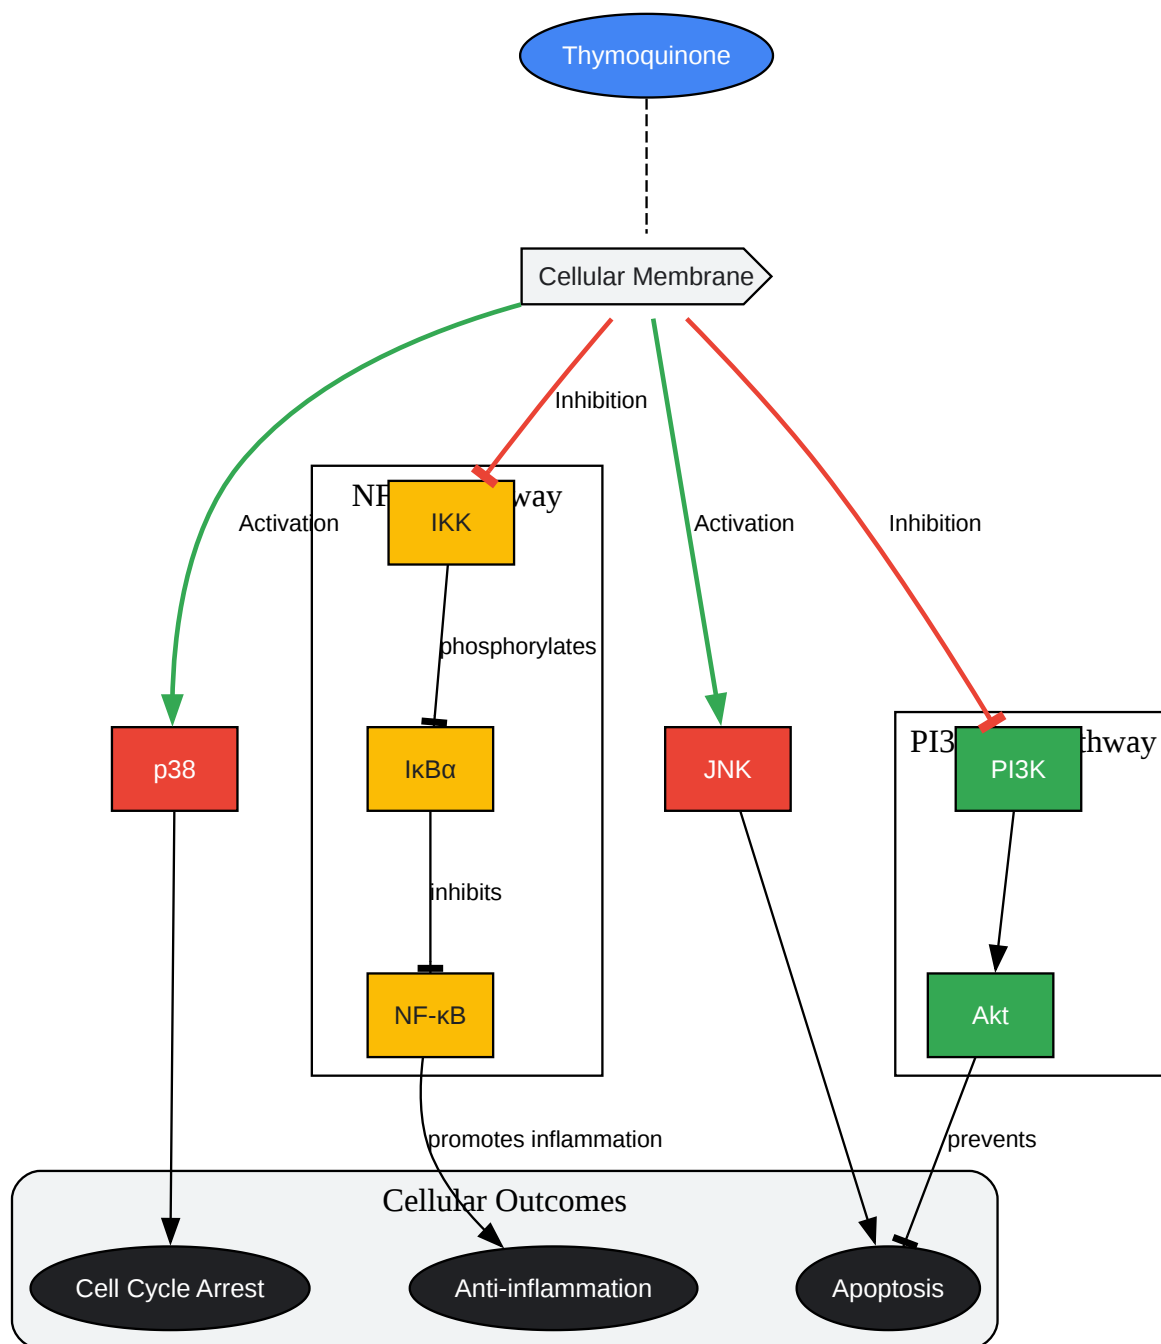 Thymoquinone
Cellular Membrane
Inhibition
Activation
Activation
Inhibition
IKK
phosphorylates
p38
IκBα
JNK
PI3K
inhibits
NF-κB
Akt
promotes inflammation
prevents
Cellular Outcomes
Cell Cycle Arrest
Anti-inflammation
Apoptosis